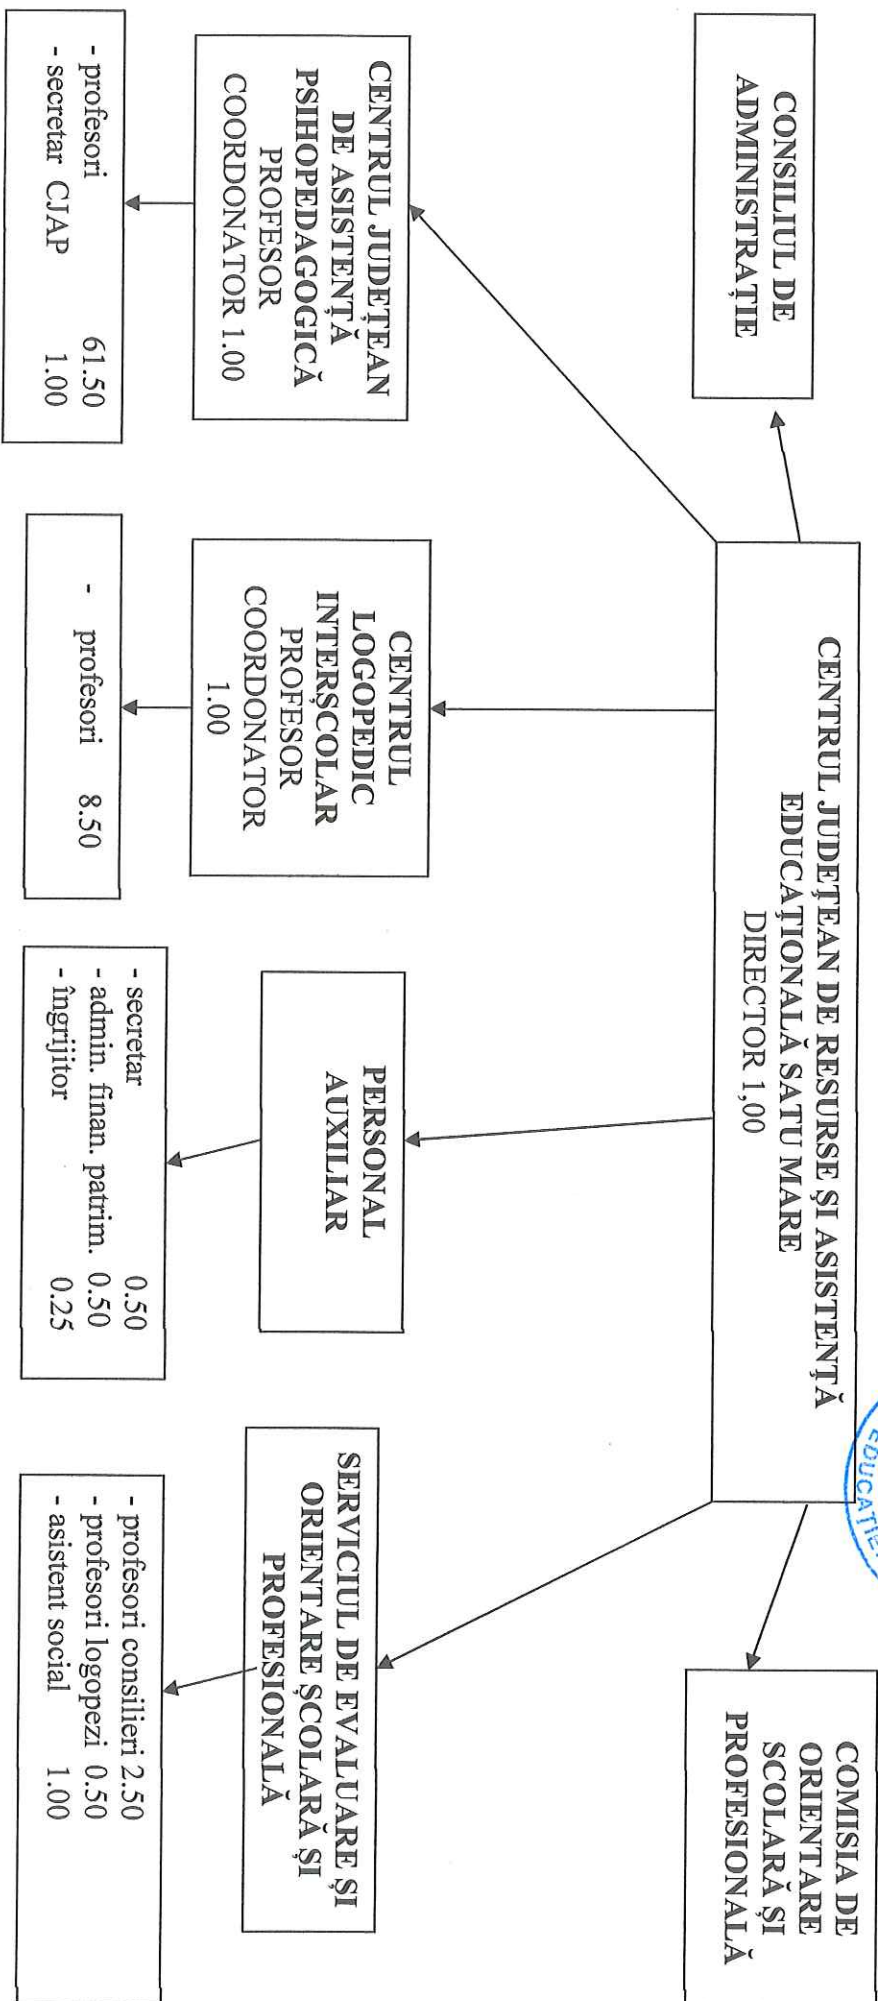 CONSILIUL DE
ADMINISTRAȚIE
CENTRUL JUDEȚEAN DE RESURSE ȘI ASISTENȚĂ
EDUCAȚIONALĂ SATU MARE
DIRECTOR 1,00
COMISIA DE
ORIENTARE
SCOLARĂ ȘI
PROFESIONALĂ
CENTRUL JUDEȚEAN
DE ASISTENȚĂ
PSIHOPEDAGOGICĂ
PROFESOR
COORDONATOR 1.00
CENTRUL
LOGOPEDIC
INTERȘCOLAR
PROFESOR
COORDONATOR
1.00
PERSONAL
AUXILIAR
SERVICIUL DE EVALUARE ȘI
ORIENTARE ȘCOLARĂ ȘI
PROFESIONALĂ
- profesori 61.50
- secretar CJAP 1.00
- profesori 8.50
- secretar 0.50
- admin. finan. patrim. 0.50
- îngrijitor 0.25
- profesori consilieri 2.50
- profesori logopezi 0.50
- asistent social 1.00